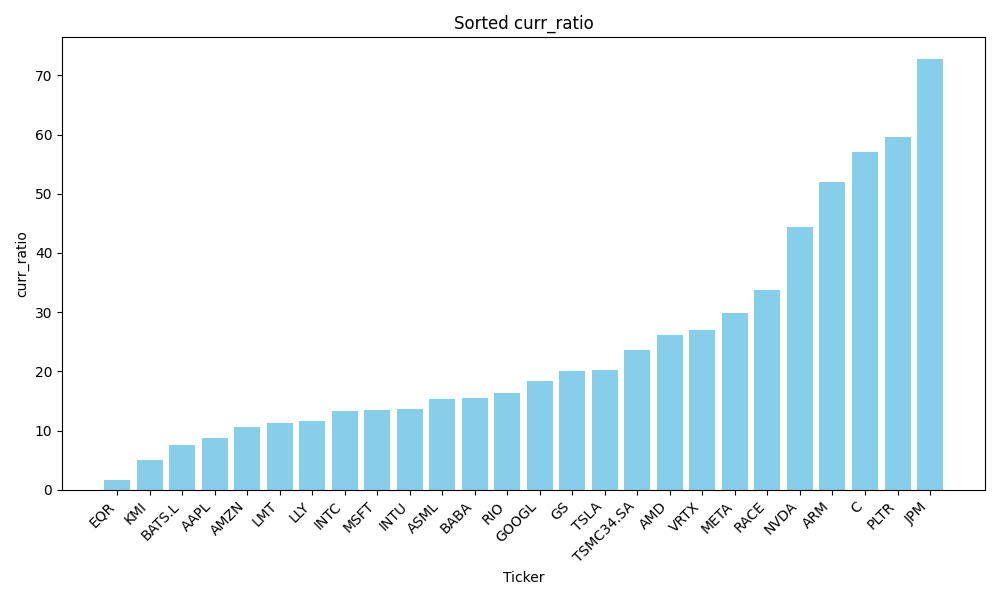 Sorted curr_ratio
curr_ratio
70
60
50
40
30
20
10
0
EQR
KMI
BATS.L
AAPL
AMZN
LMT
LLY
INTC
MSFT
INTU
ASML
BABA
RIO
GOOGL
GS
TSLA
TSMC34.SA
AMD
VRTX
META
RACE
NVDA
ARM
C
PLTR
JPM
Ticker